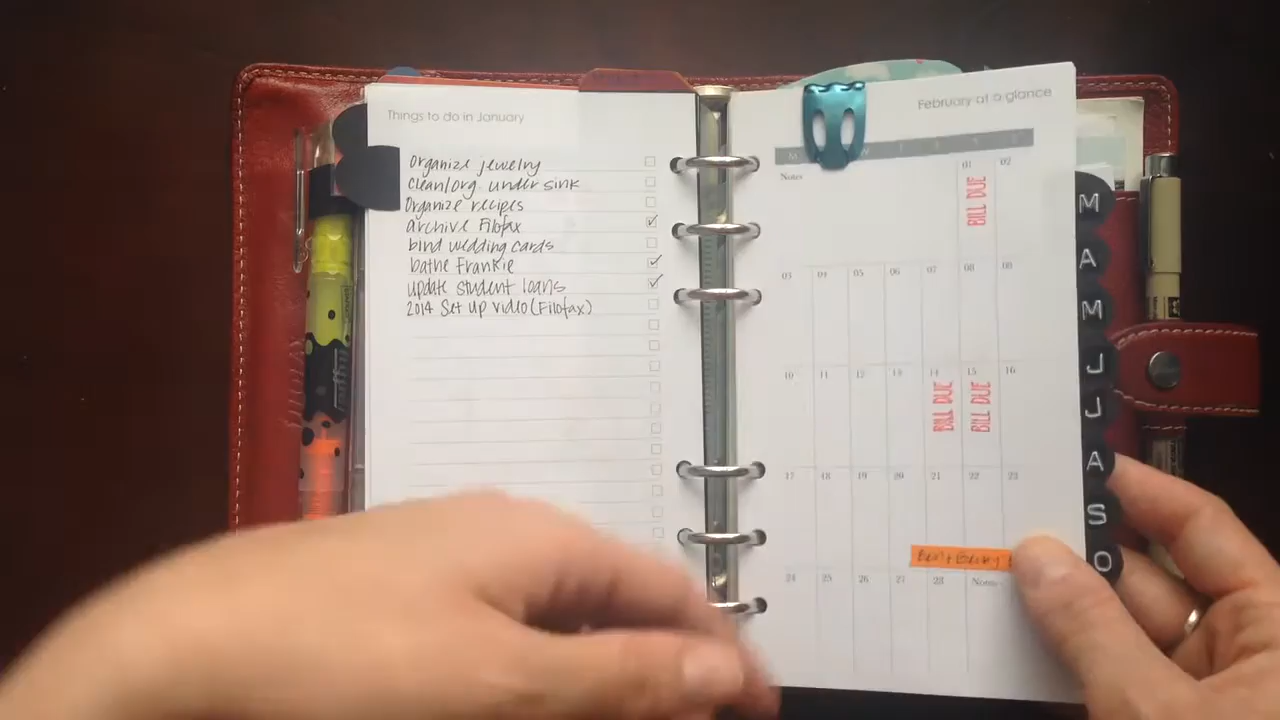 Things to do in January
Organize jewelry
clean/org under sink
Organize recipes
archive Filofax
bind wedding cards
bathe Frankie
update student loans
2014 Set up video (Filofax)
February at a glance
M
Notes
01 02
BILL DUE
03 04 05 06 07 08 09
10 11 12 13 14 15 16
BILL DUE BILL DUE
17 18 19 20 21 22 23
24 25 26 27 28 Notes
M
A
M
J
J
A
S
O